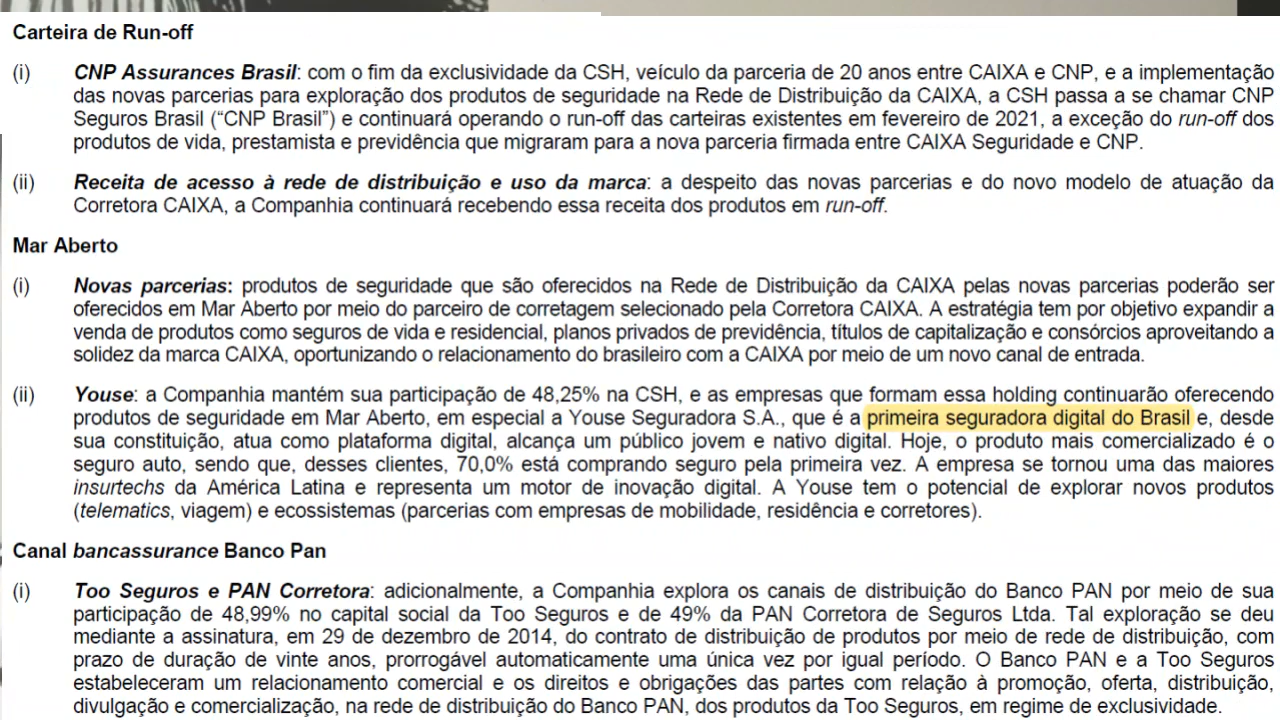 Carteira de Run-off
(i) CNP Assurances Brasil: com o fim da exclusividade da CSH, veículo da parceria de 20 anos entre CAIXA e CNP, e a implementação
das novas parcerias para exploração dos produtos de seguridade na Rede de Distribuição da CAIXA, a CSH passa a se chamar CNP
Seguros Brasil (“CNP Brasil”) e continuará operando o run-off das carteiras existentes em fevereiro de 2021, a exceção do run-off dos
produtos de vida, prestamista e previdência que migraram para a nova parceria firmada entre CAIXA Seguridade e CNP.
(ii) Receita de acesso à rede de distribuição e uso da marca: a despeito das novas parcerias e do novo modelo de atuação da
Corretora CAIXA, a Companhia continuará recebendo essa receita dos produtos em run-off.
Mar Aberto
(i) Novas parcerias: produtos de seguridade que são oferecidos na Rede de Distribuição da CAIXA pelas novas parcerias poderão ser
oferecidos em Mar Aberto por meio do parceiro de corretagem selecionado pela Corretora CAIXA. A estratégia tem por objetivo expandir a
venda de produtos como seguros de vida e residencial, planos privados de previdência, títulos de capitalização e consórcios aproveitando a
solidez da marca CAIXA, oportunizando o relacionamento do brasileiro com a CAIXA por meio de um novo canal de entrada.
(ii) Youse: a Companhia mantém sua participação de 48,25% na CSH, e as empresas que formam essa holding continuarão oferecendo
produtos de seguridade em Mar Aberto, em especial a Youse Seguradora S.A., que é a primeira seguradora digital do Brasil e, desde
sua constituição, atua como plataforma digital, alcança um público jovem e nativo digital. Hoje, o produto mais comercializado é o
seguro auto, sendo que, desses clientes, 70,0% está comprando seguro pela primeira vez. A empresa se tornou uma das maiores
insurtechs da América Latina e representa um motor de inovação digital. A Youse tem o potencial de explorar novos produtos
(telematics, viagem) e ecossistemas (parcerias com empresas de mobilidade, residência e corretores).
Canal bancassurance Banco Pan
(i) Too Seguros e PAN Corretora: adicionalmente, a Companhia explora os canais de distribuição do Banco PAN por meio de sua
participação de 48,99% no capital social da Too Seguros e de 49% da PAN Corretora de Seguros Ltda. Tal exploração se deu
mediante a assinatura, em 29 de dezembro de 2014, do contrato de distribuição de produtos por meio de rede de distribuição, com
prazo de duração de vinte anos, prorrogável automaticamente uma única vez por igual período. O Banco PAN e a Too Seguros
estabeleceram um relacionamento comercial e os direitos e obrigações das partes com relação à promoção, oferta, distribuição,
divulgação e comercialização, na rede de distribuição do Banco PAN, dos produtos da Too Seguros, em regime de exclusividade.